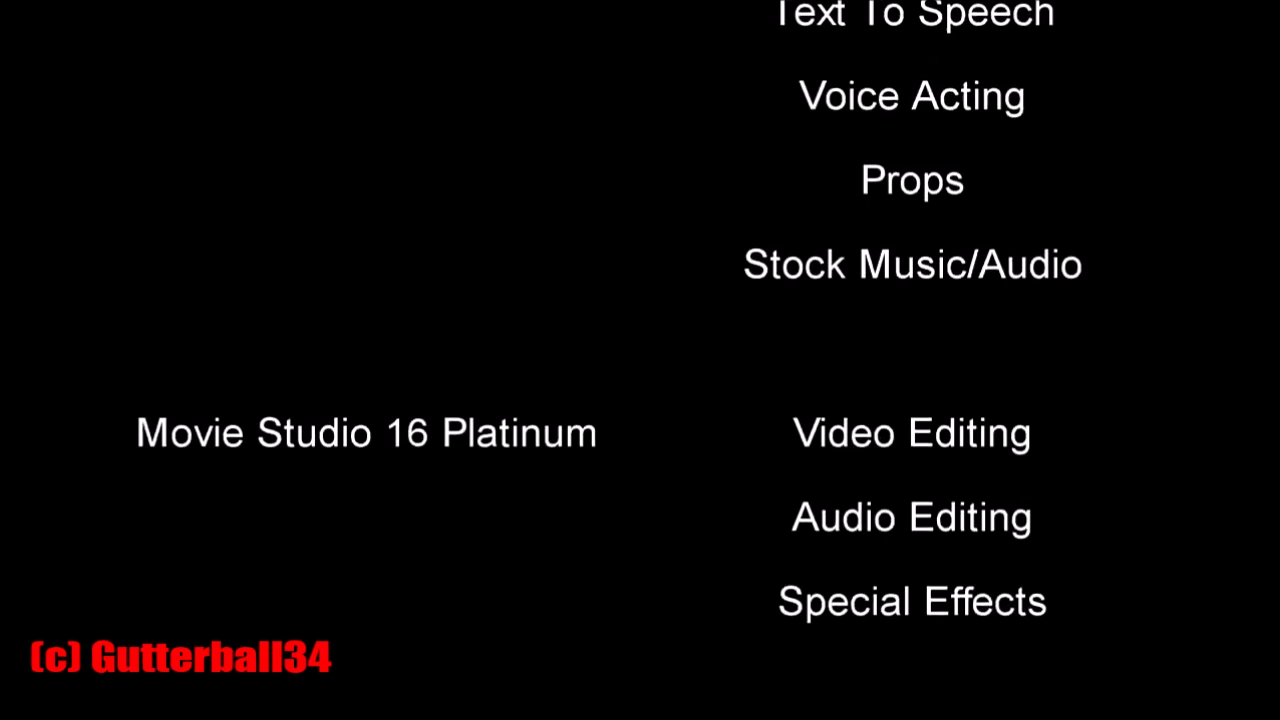 Text To Speech
Voice Acting
Props
Stock Music/Audio
Movie Studio 16 Platinum Video Editing
Audio Editing
Special Effects
(c) Gutterball34